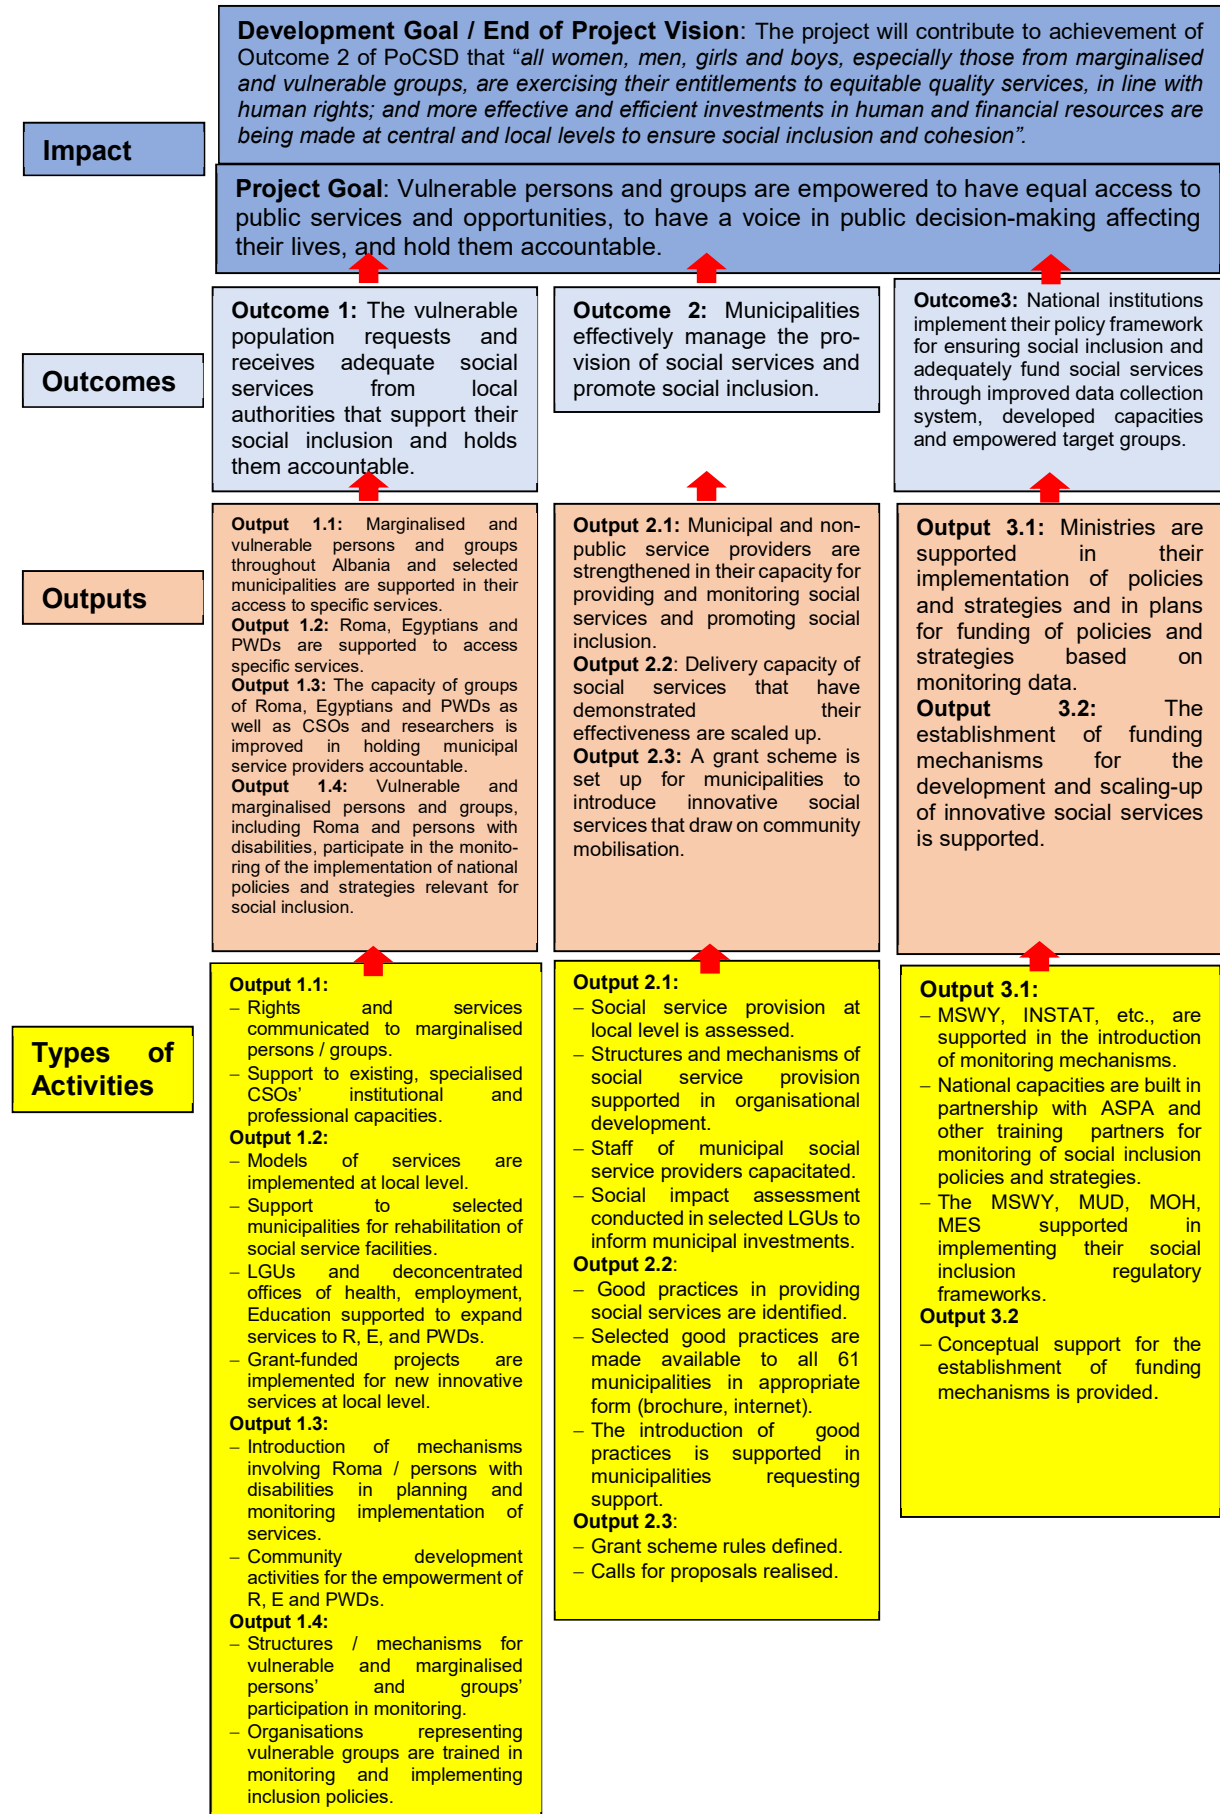 Development Goal / End of Project Vision: The project will contribute to achievement of
Outcome 2 of PoCSD that “all women, men, girls and boys, especially those from marginalised
and vulnerable groups, are exercising their entitlements to equitable quality services, in line with
human rights; and more effective and efficient investments in human and financial resources are
being made at central and local levels to ensure social inclusion and cohesion”.
Impact
Project Goal: Vulnerable persons and groups are empowered to have equal access to
public services and opportunities, to have a voice in public decision-making affecting
their lives, and hold them accountable.
Outcomes
Outcome 1: The vulnerable
population requests and
receives adequate social
services from local
authorities that support their
social inclusion and holds
them accountable.
Outcome 2: Municipalities
effectively manage the pro-
vision of social services and
promote social inclusion.
Outcome3: National institutions
implement their policy framework
for ensuring social inclusion and
adequately fund social services
through improved data collection
system, developed capacities
and empowered target groups.
Outputs
Output 1.1: Marginalised and
vulnerable persons and groups
throughout Albania and selected
municipalities are supported in their
access to specific services.
Output 1.2: Roma, Egyptians and
PWDs are supported to access
specific services.
Output 1.3: The capacity of groups
of Roma, Egyptians and PWDs as
well as CSOs and researchers is
improved in holding municipal
service providers accountable.
Output 1.4: Vulnerable and
marginalised persons and groups,
including Roma and persons with
disabilities, participate in the monito-
ring of the implementation of national
policies and strategies relevant for
social inclusion.
Output 2.1: Municipal and non-
public service providers are
strengthened in their capacity for
providing and monitoring social
services and promoting social
inclusion.
Output 2.2: Delivery capacity of
social services that have
demonstrated their
effectiveness are scaled up.
Output 2.3: A grant scheme is
set up for municipalities to
introduce innovative social
services that draw on community
mobilisation.
Output 3.1: Ministries are
supported in their
implementation of policies
and strategies and in plans
for funding of policies and
strategies based on
monitoring data.
Output 3.2: The
establishment of funding
mechanisms for the
development and scaling-up
of innovative social services
is supported.
Types of
Activities
Output 1.1:
– Rights and services
communicated to marginalised
persons / groups.
– Support to existing, specialised
CSOs’ institutional and
professional capacities.
Output 1.2:
– Models of services are
implemented at local level.
– Support to selected
municipalities for rehabilitation of
social service facilities.
– LGUs and deconcentrated
offices of health, employment,
Education supported to expand
services to R, E, and PWDs.
– Grant-funded projects are
implemented for new innovative
services at local level.
Output 1.3:
– Introduction of mechanisms
involving Roma / persons with
disabilities in planning and
monitoring implementation of
services.
– Community development
activities for the empowerment of
R, E and PWDs.
Output 1.4:
– Structures / mechanisms for
vulnerable and marginalised
persons’ and groups’
participation in monitoring.
– Organisations representing
vulnerable groups are trained in
monitoring and implementing
inclusion policies.
Output 2.1:
– Social service provision at
local level is assessed.
– Structures and mechanisms of
social service provision
supported in organisational
development.
– Staff of municipal social
service providers capacitated.
– Social impact assessment
conducted in selected LGUs to
inform municipal investments.
Output 2.2:
– Good practices in providing
social services are identified.
– Selected good practices are
made available to all 61
municipalities in appropriate
form (brochure, internet).
– The introduction of good
practices is supported in
municipalities requesting
support.
Output 2.3:
– Grant scheme rules defined.
– Calls for proposals realised.
Output 3.1:
– MSWY, INSTAT, etc., are
supported in the introduction
of monitoring mechanisms.
– National capacities are built in
partnership with ASPA and
other training partners for
monitoring of social inclusion
policies and strategies.
– The MSWY, MUD, MOH,
MES supported in
implementing their social
inclusion regulatory
frameworks.
Output 3.2
– Conceptual support for the
establishment of funding
mechanisms is provided.